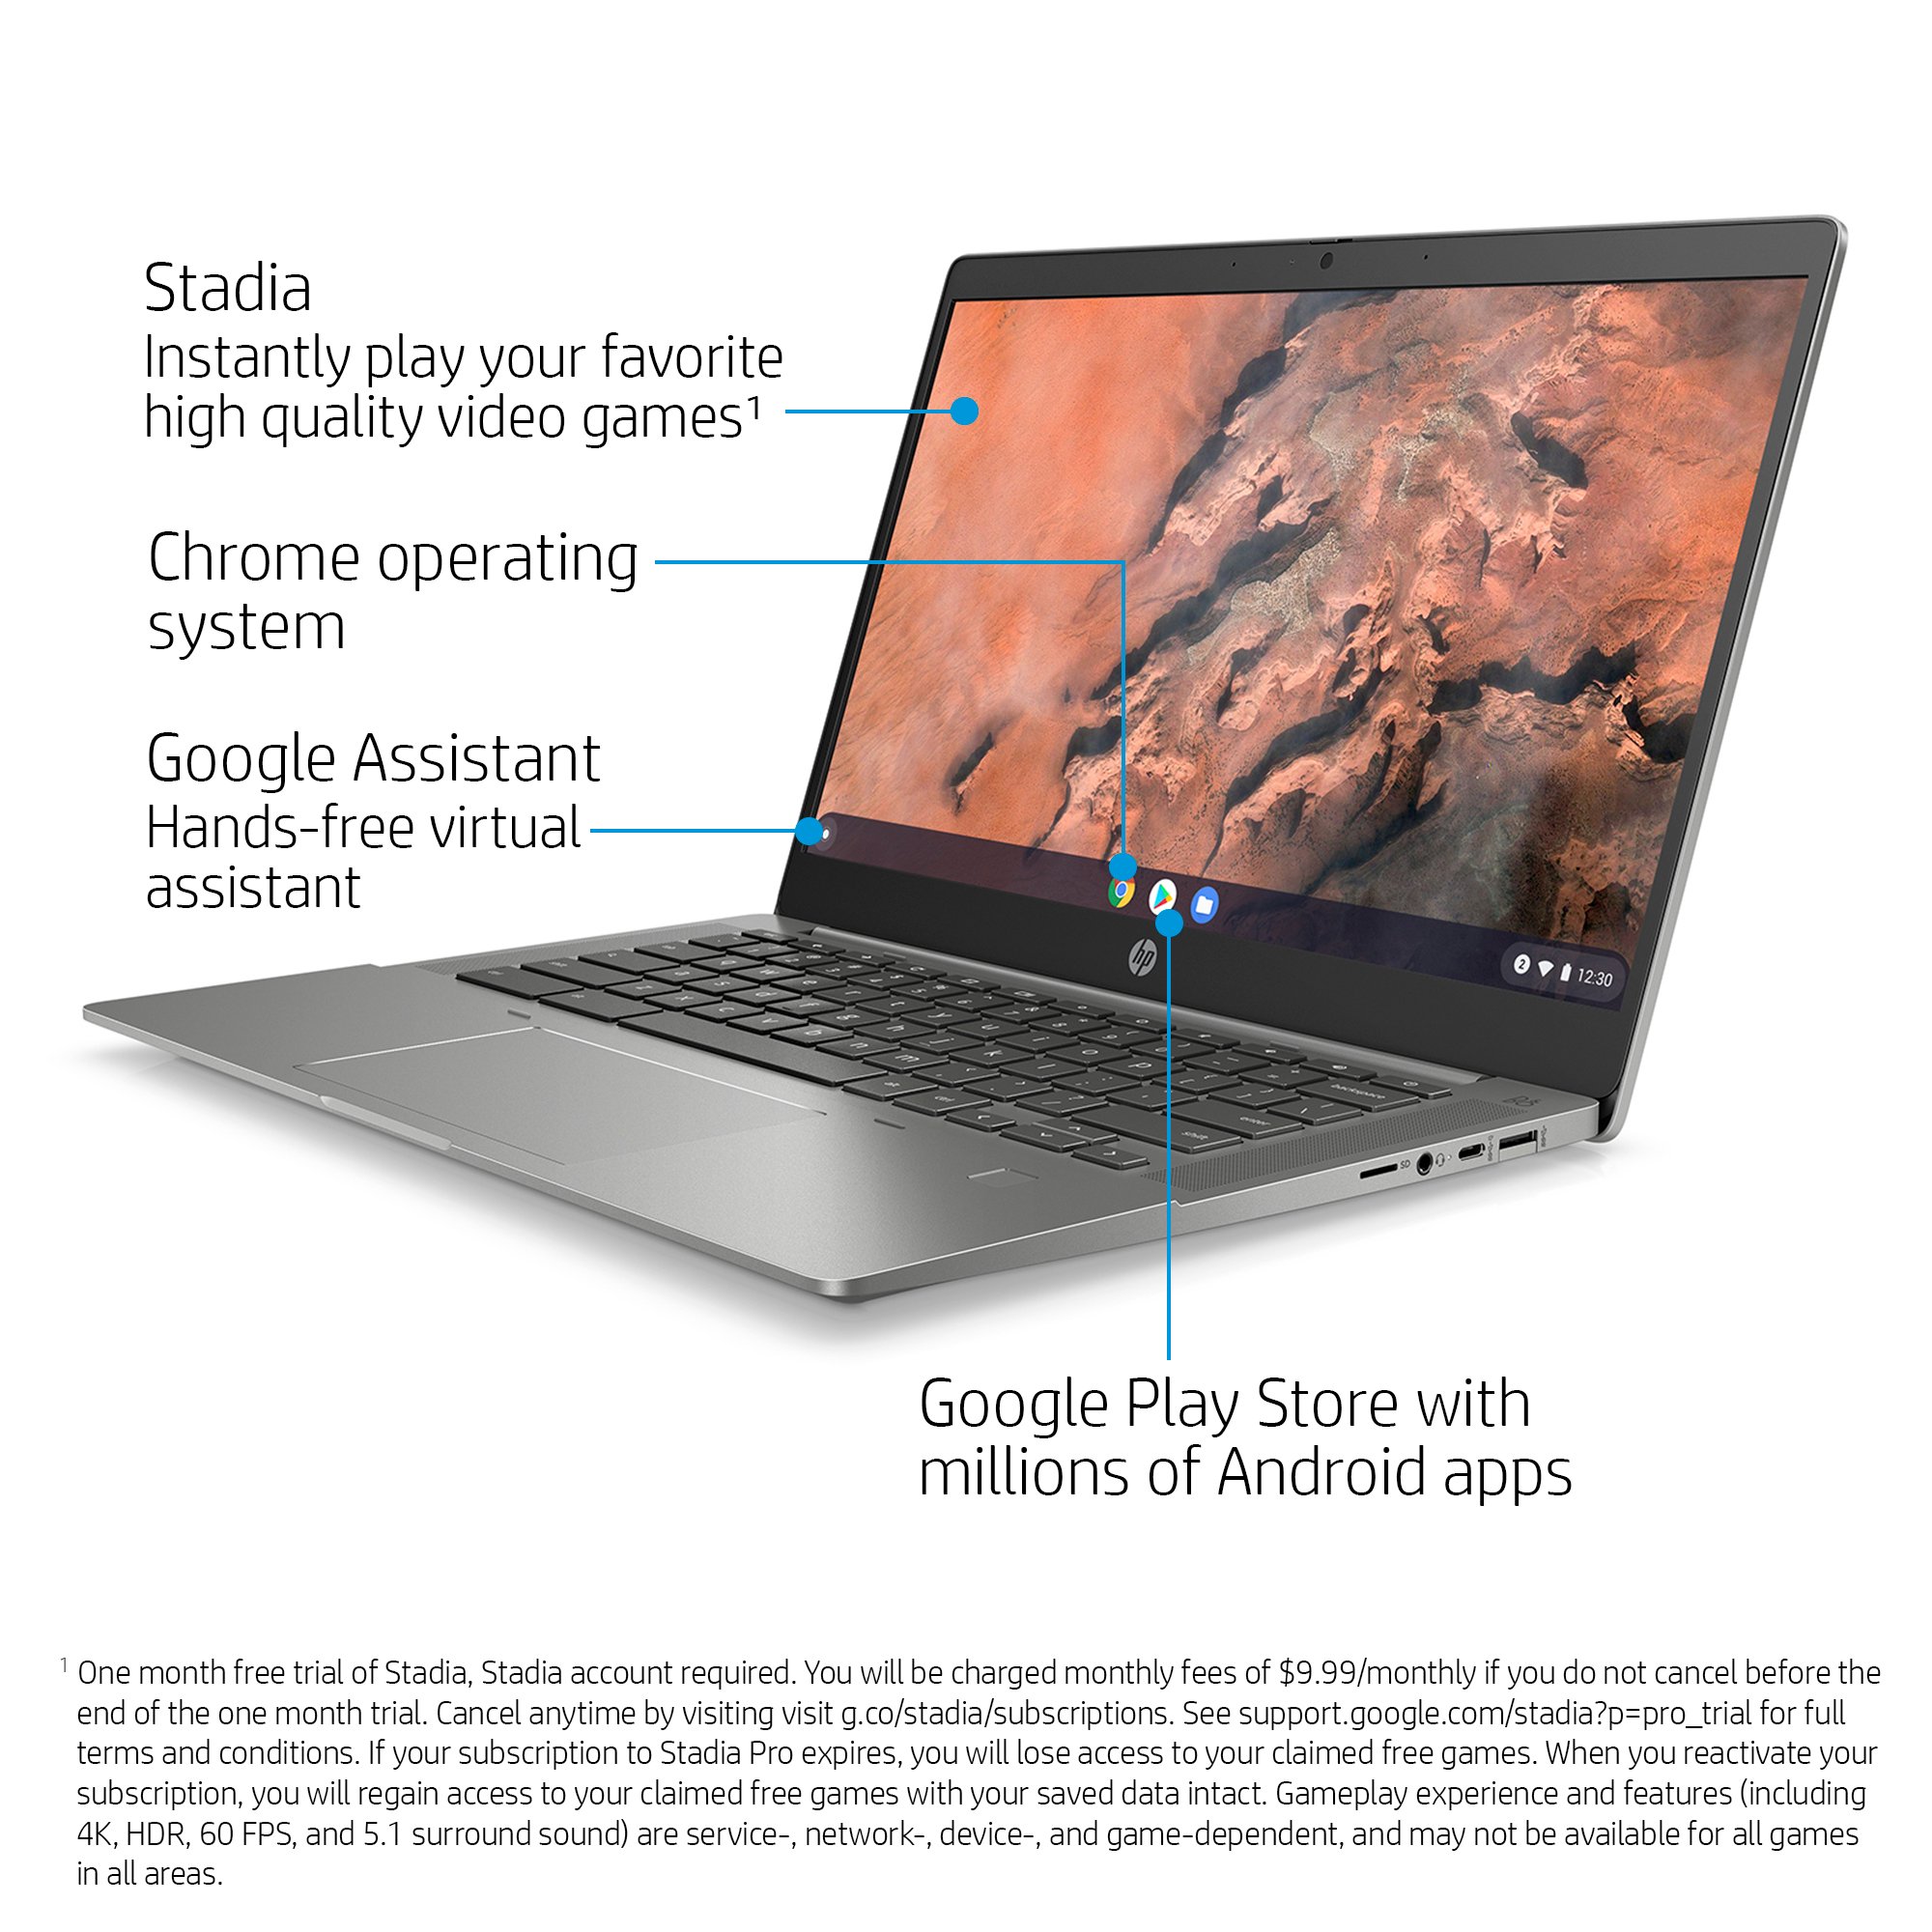 Stadia
Instantly play your favorite
high quality video games¹
Chrome operating
system
Google Assistant
Hands-free virtual
assistant
2 12:30
hp
backspace
enter
shift
ctrl
SD
B&O
Google Play Store with
millions of Android apps
¹ One month free trial of Stadia, Stadia account required. You will be charged monthly fees of $9.99/monthly if you do not cancel before the
end of the one month trial. Cancel anytime by visiting visit g.co/stadia/subscriptions. See support.google.com/stadia?p=pro_trial for full
terms and conditions. If your subscription to Stadia Pro expires, you will lose access to your claimed free games. When you reactivate your
subscription, you will regain access to your claimed free games with your saved data intact. Gameplay experience and features (including
4K, HDR, 60 FPS, and 5.1 surround sound) are service-, network-, device-, and game-dependent, and may not be available for all games
in all areas.